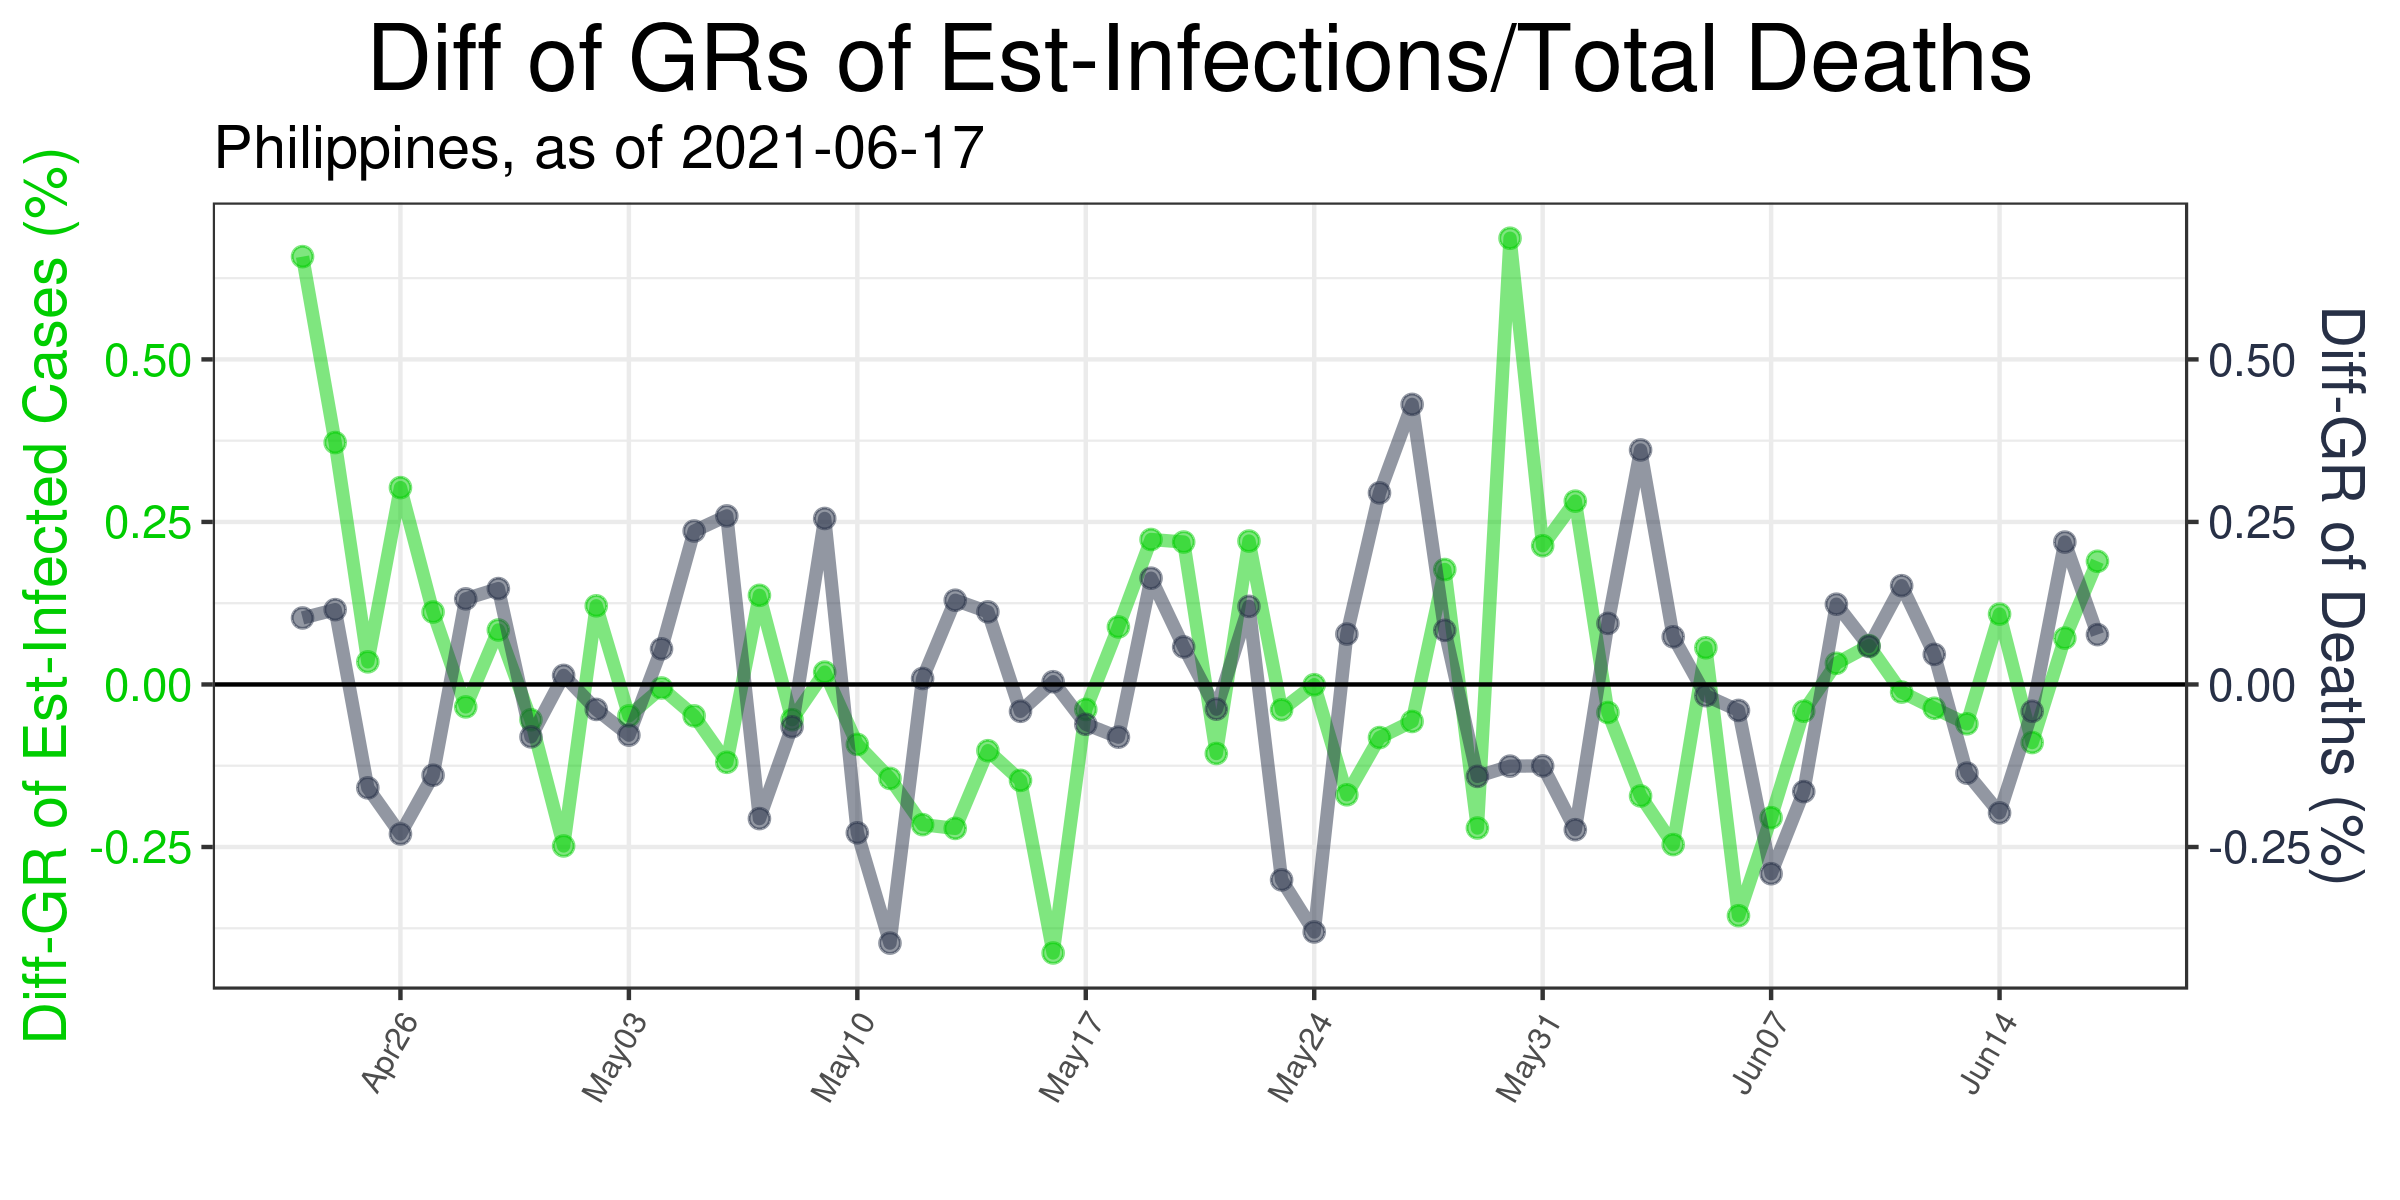 Diff of GRs of Est-Infections/Total Deaths
Philippines, as of 2021-06-17
Diff-GR of Est-Infected Cases (%)
0.50
0.25
0.00
-0.25
0.50
0.25
0.00
-0.25
Diff-GR of Deaths (%)
Apr26
May03
May10
May17
May24
May31
Jun07
Jun14